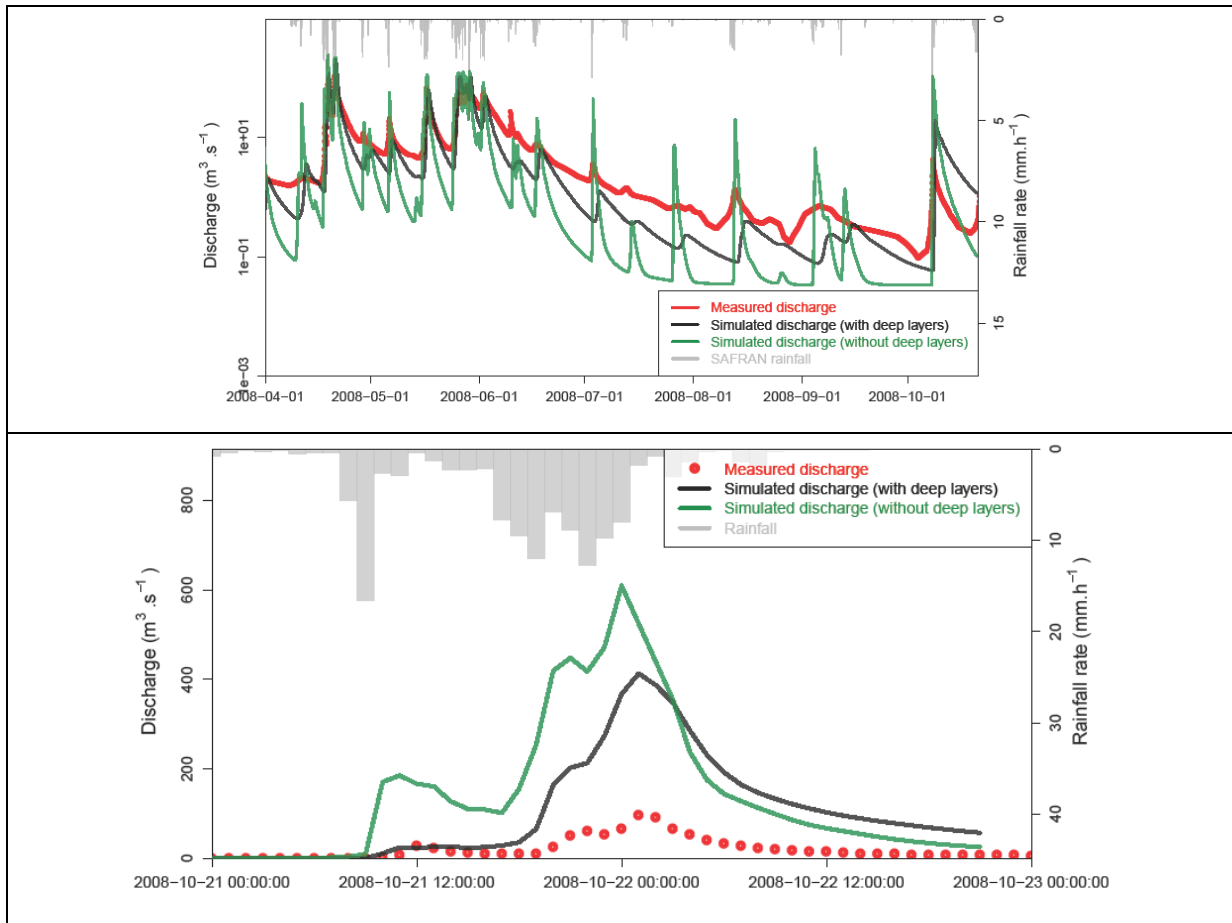 0
5
10
15
Rainfall rate (mm.h⁻¹)
1e+01
1e−01
1e−03
Discharge (m³ .s⁻¹)
Measured discharge
Simulated discharge (with deep layers)
Simulated discharge (without deep layers)
SAFRAN rainfall
2008−04−01 2008−05−01 2008−06−01 2008−07−01 2008−08−01 2008−09−01 2008−10−01
800
600
400
200
0
Discharge (m³ .s⁻¹)
Measured discharge
Simulated discharge (with deep layers)
Simulated discharge (without deep layers)
Rainfall
0
10
20
30
40
Rainfall rate (mm.h⁻¹)
2008−10−21 00:00:00 2008−10−21 12:00:00 2008−10−22 00:00:00 2008−10−22 12:00:00 2008−10−23 00:00:00